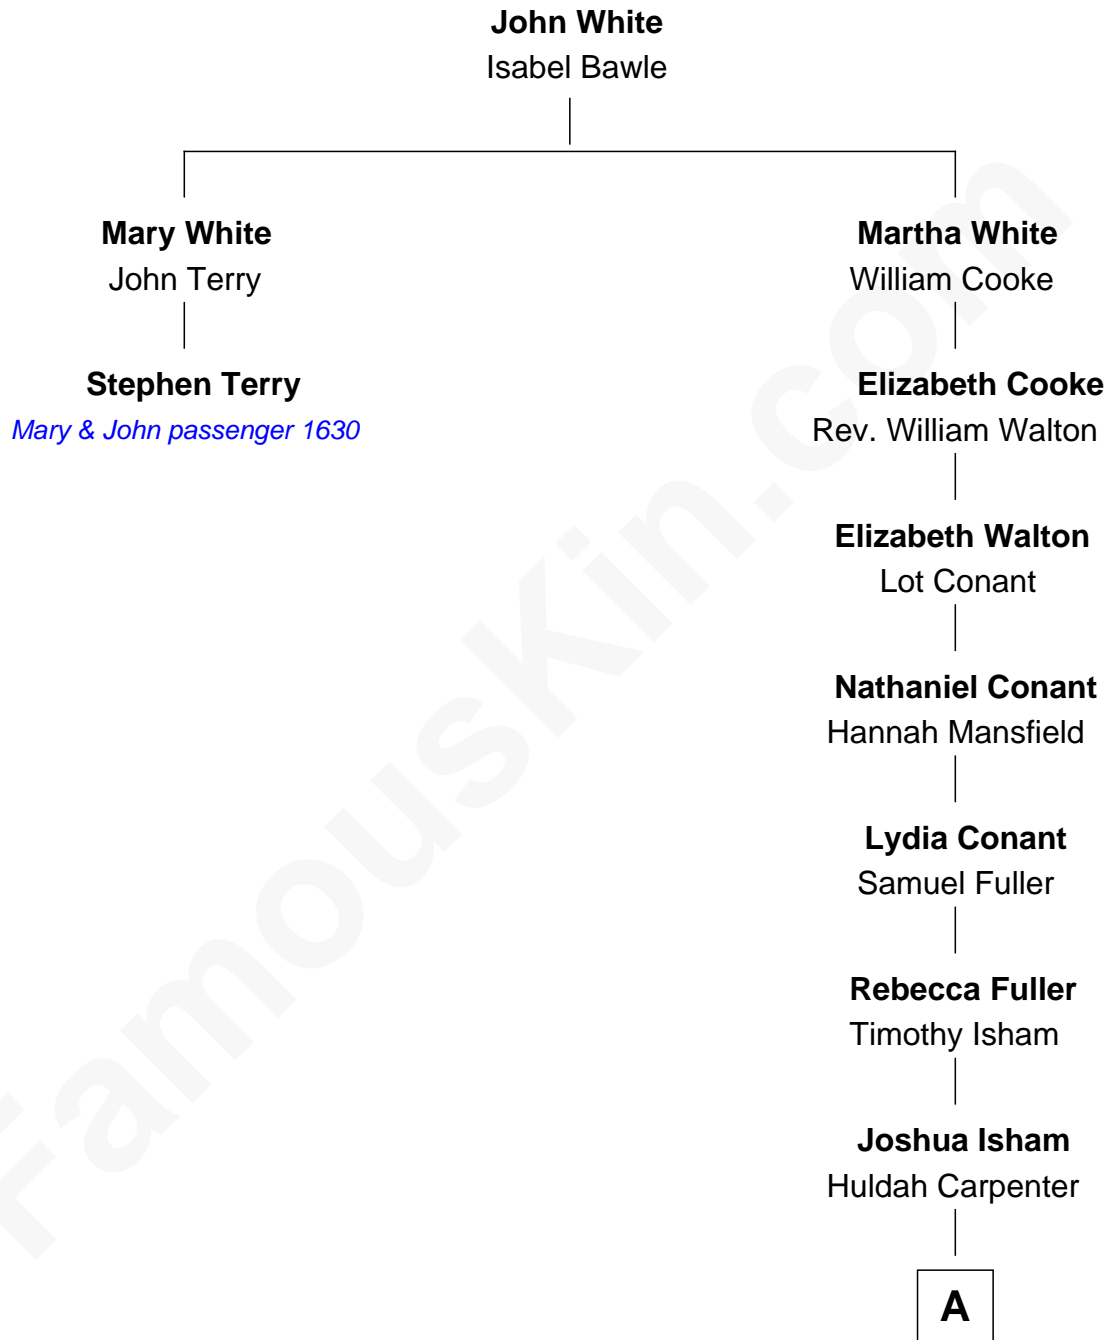 John White
Isabel Bawle
Mary White
John Terry
Stephen Terry
Mary & John passenger 1630
Martha White
William Cooke
Elizabeth Cooke
Rev. William Walton
Elizabeth Walton
Lot Conant
Nathaniel Conant
Hannah Mansfield
Lydia Conant
Samuel Fuller
Rebecca Fuller
Timothy Isham
Joshua Isham
Huldah Carpenter
A
FamousKin.com